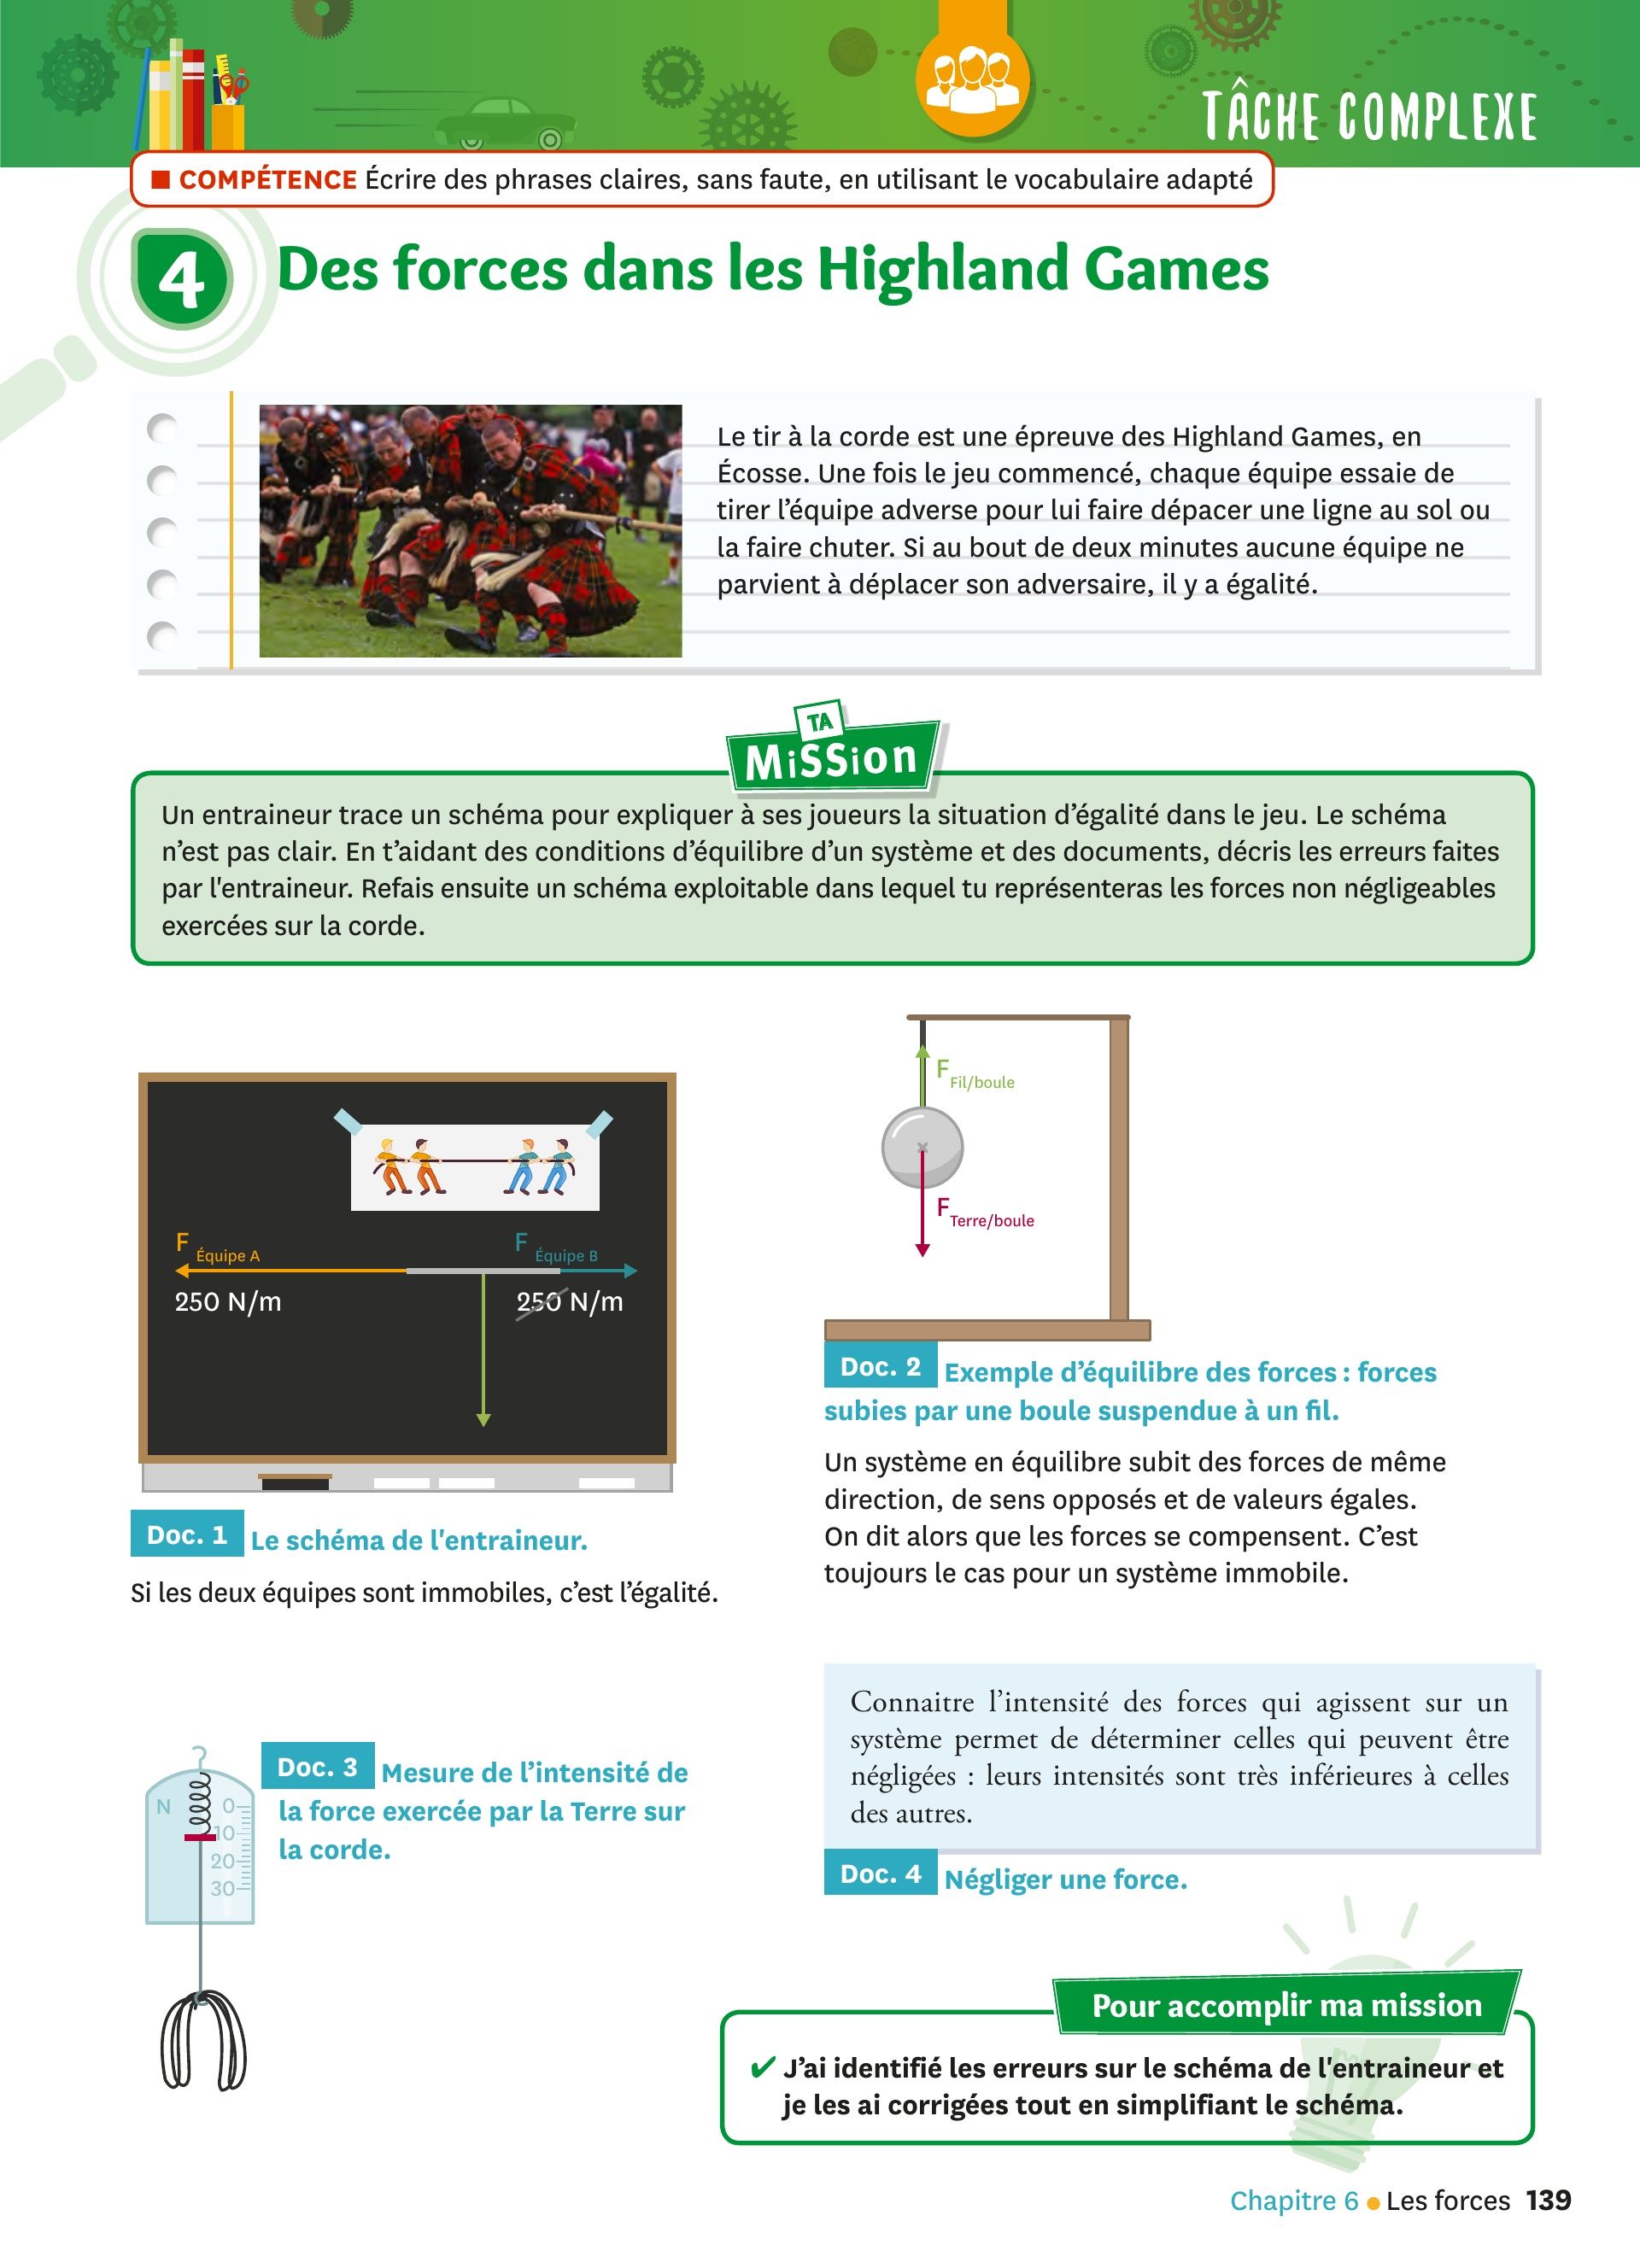 TÂCHE COMPLEXE
■ COMPÉTENCE Écrire des phrases claires, sans faute, en utilisant le vocabulaire adapté
4 Des forces dans les Highland Games
Le tir à la corde est une épreuve des Highland Games, en
Écosse. Une fois le jeu commencé, chaque équipe essaie de
tirer l'équipe adverse pour lui faire dépacer une ligne au sol ou
la faire chuter. Si au bout de deux minutes aucune équipe ne
parvient à déplacer son adversaire, il y a égalité.
TA
MiSSion
Un entraineur trace un schéma pour expliquer à ses joueurs la situation d'égalité dans le jeu. Le schéma
n'est pas clair. En t'aidant des conditions d'équilibre d'un système et des documents, décris les erreurs faites
par l'entraineur. Refais ensuite un schéma exploitable dans lequel tu représenteras les forces non négligeables
exercées sur la corde.
F Équipe A
F Équipe B
250 N/m
250 N/m
Doc. 1 Le schéma de l'entraineur.
Si les deux équipes sont immobiles, c'est l'égalité.
F Fil/boule
F Terre/boule
Doc. 2 Exemple d'équilibre des forces : forces
subies par une boule suspendue à un fil.
Un système en équilibre subit des forces de même
direction, de sens opposés et de valeurs égales.
On dit alors que les forces se compensent. C'est
toujours le cas pour un système immobile.
N
0
10
20
30
Doc. 3 Mesure de l'intensité de
la force exercée par la Terre sur
la corde.
Connaitre l'intensité des forces qui agissent sur un
système permet de déterminer celles qui peuvent être
négligées : leurs intensités sont très inférieures à celles
des autres.
Doc. 4 Négliger une force.
Pour accomplir ma mission
✔ J'ai identifié les erreurs sur le schéma de l'entraineur et
je les ai corrigées tout en simplifiant le schéma.
Chapitre 6 ● Les forces 139